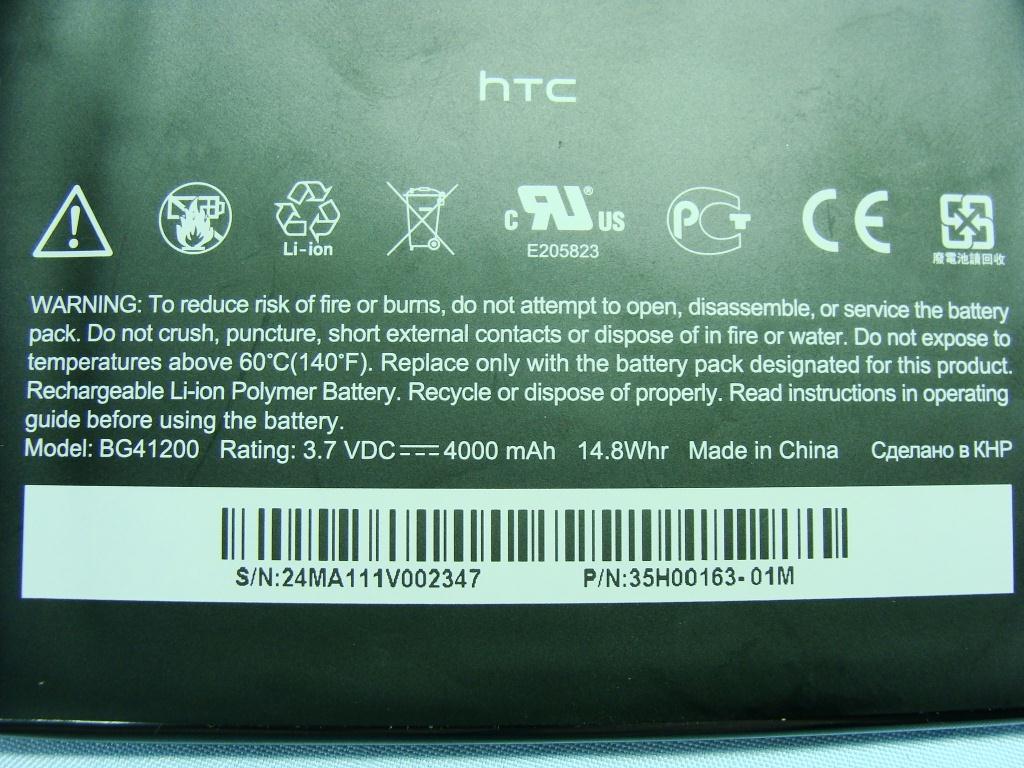 hTC
Li-ion
c RU® US
E205823
PCT
CE
廢電池請回收
WARNING: To reduce risk of fire or burns, do not attempt to open, disassemble, or service the battery
pack. Do not crush, puncture, short external contacts or dispose of in fire or water. Do not expose to
temperatures above 60°C(140°F). Replace only with the battery pack designated for this product.
Rechargeable Li-ion Polymer Battery. Recycle or dispose of properly. Read instructions in operating
guide before using the battery.
Model: BG41200 Rating: 3.7 VDC⎓4000 mAh 14.8Whr Made in China Сделано в КНР
S/N:24MA111V002347 P/N:35H00163-01M